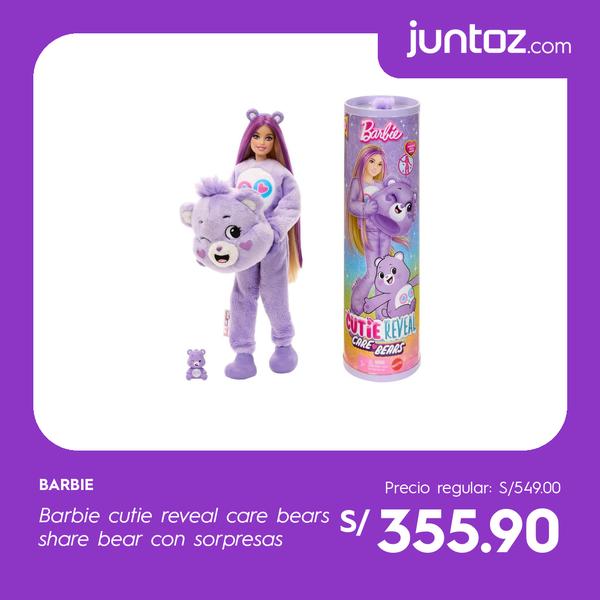 juntoz.com
Barbie
CUTIE REVEAL
CARE BEARS
BARBIE
Precio regular: S/549.00
Barbie cutie reveal care bears
share bear con sorpresas
S/ 355.90